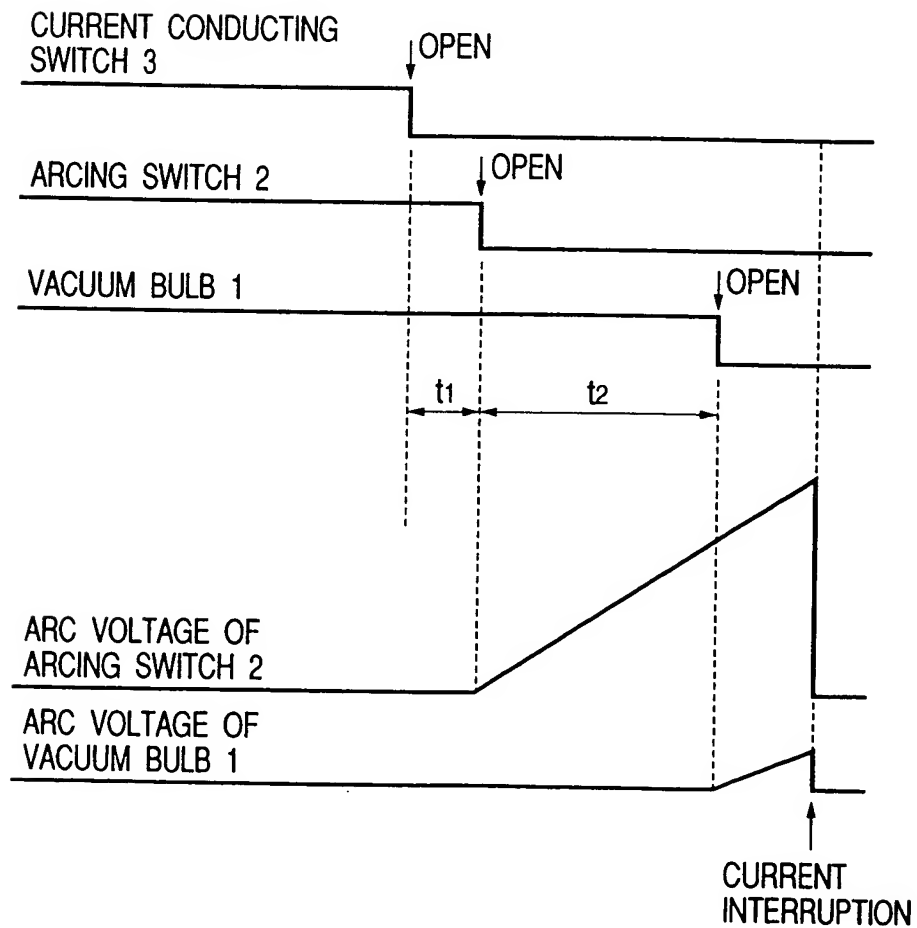 CURRENT CONDUCTING
SWITCH 3
OPEN
ARCING SWITCH 2
OPEN
VACUUM BULB 1
OPEN
t1
t2
ARC VOLTAGE OF
ARCING SWITCH 2
ARC VOLTAGE OF
VACUUM BULB 1
CURRENT
INTERRUPTION